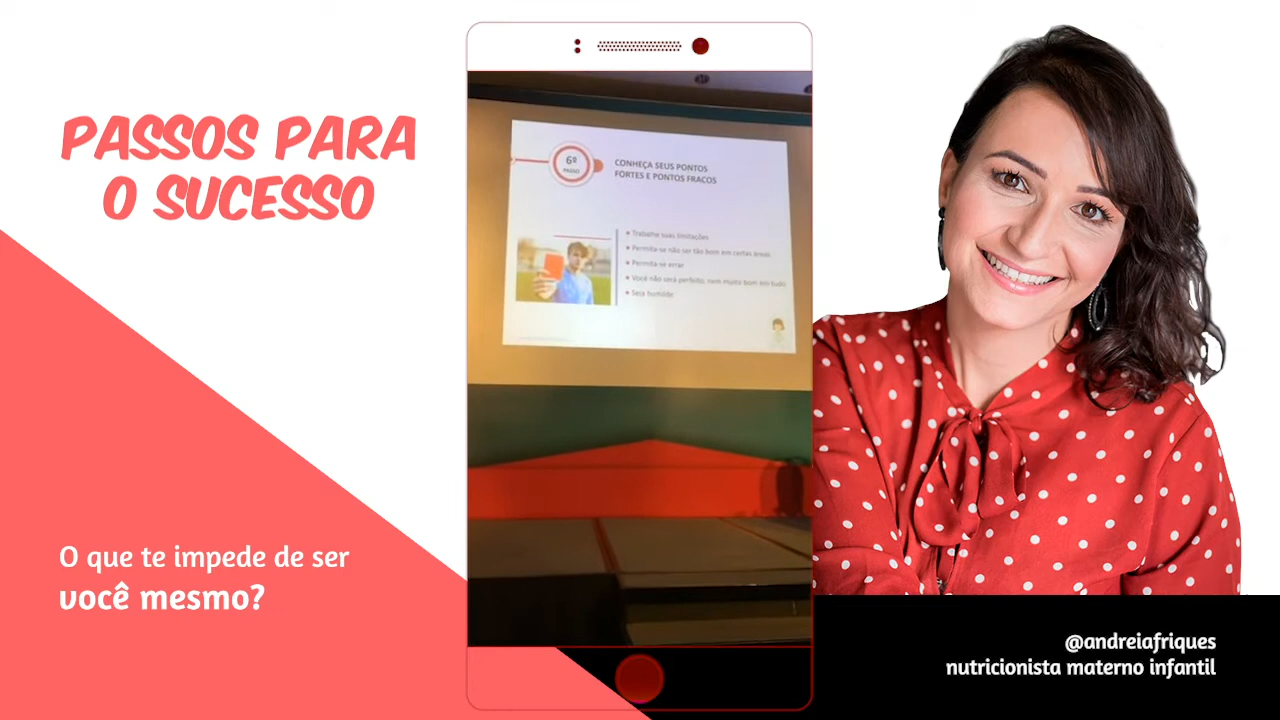 PASSOS PARA
O SUCESSO
6º
PASSO
CONHEÇA SEUS PONTOS
FORTES E PONTOS FRACOS
Trabalhe suas limitações
Permita-se não ser tão bom em certas áreas
Permita-se errar
Você não será perfeito, nem muito bom em tudo
Seja humilde
O que te impede de ser
você mesmo?
@andreiafriques
nutricionista materno infantil